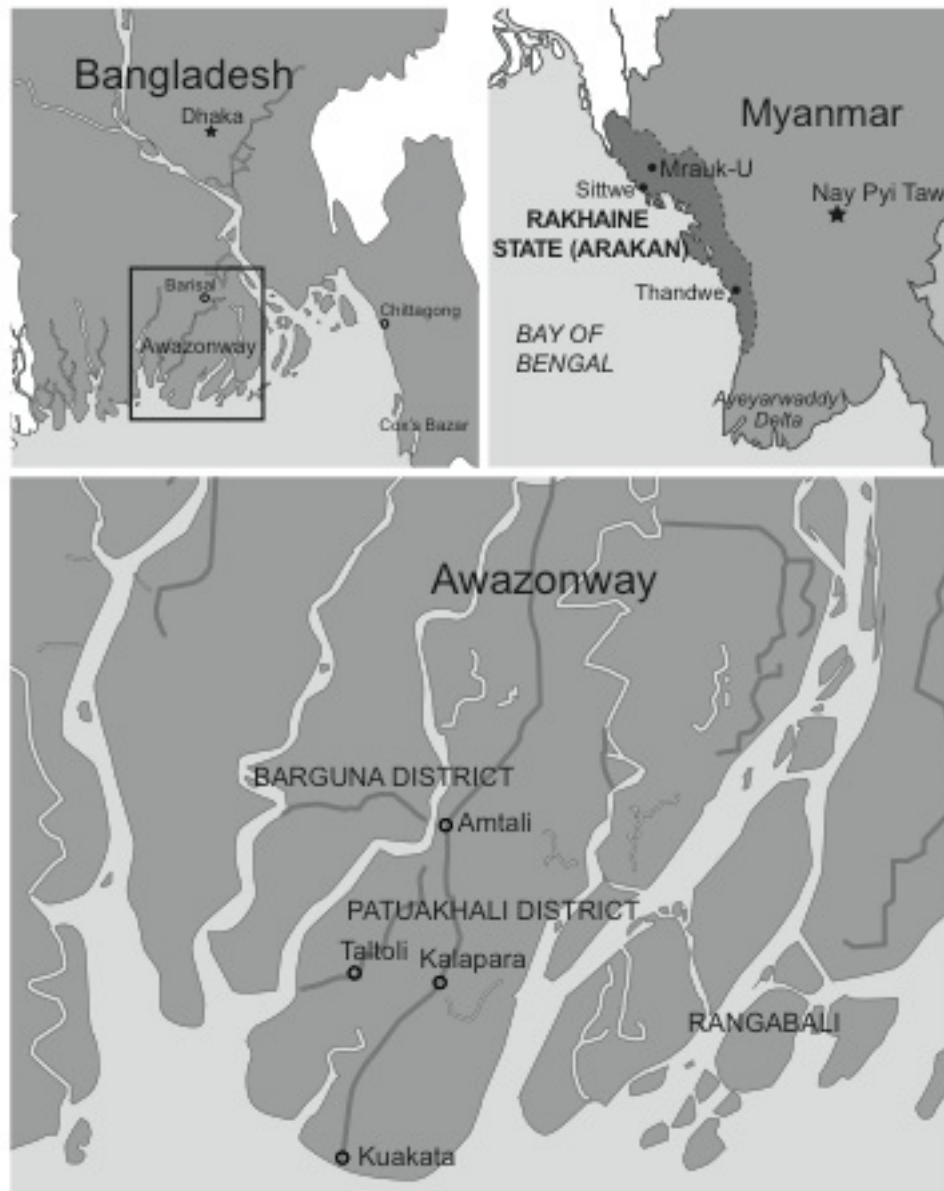 Bangladesh
Dhaka
Barisal
Awazonway
Chittagong
Cox's Bazar
Myanmar
Mrauk-U
Sittwe
Nay Pyi Taw
RAKHAINE
STATE (ARAKAN)
Thandwe
BAY OF
BENGAL
Ayeyarwaddy
Delta
Awazonway
BARGUNA DISTRICT
Amtali
PATUAKHALI DISTRICT
Taltoli
Kalapara
RANGABALI
Kuakata